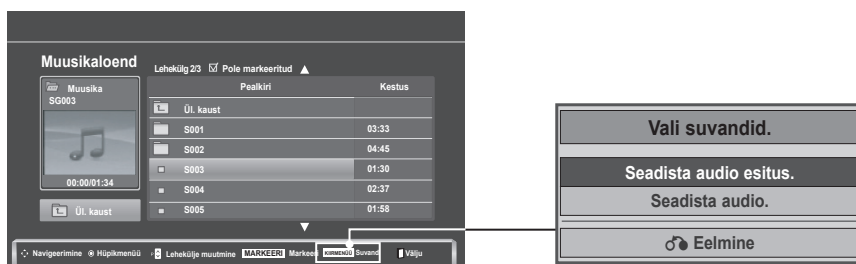 Muusikaloend
Lehekülg 2/3 Pole markeeritud
Muusika
SG003
00:00/01:34
Ül. kaust
Pealkiri Kestus
Ül. kaust
S001 03:33
S002 04:45
S003 01:30
S004 02:37
S005 01:58
Navigeerimine Hüpikmenüü Lehekülje muutmine MARKEERI Markeeri KIIRMENÜÜ Suvand Välju
Vali suvandid.
Seadista audio esitus.
Seadista audio.
Eelmine